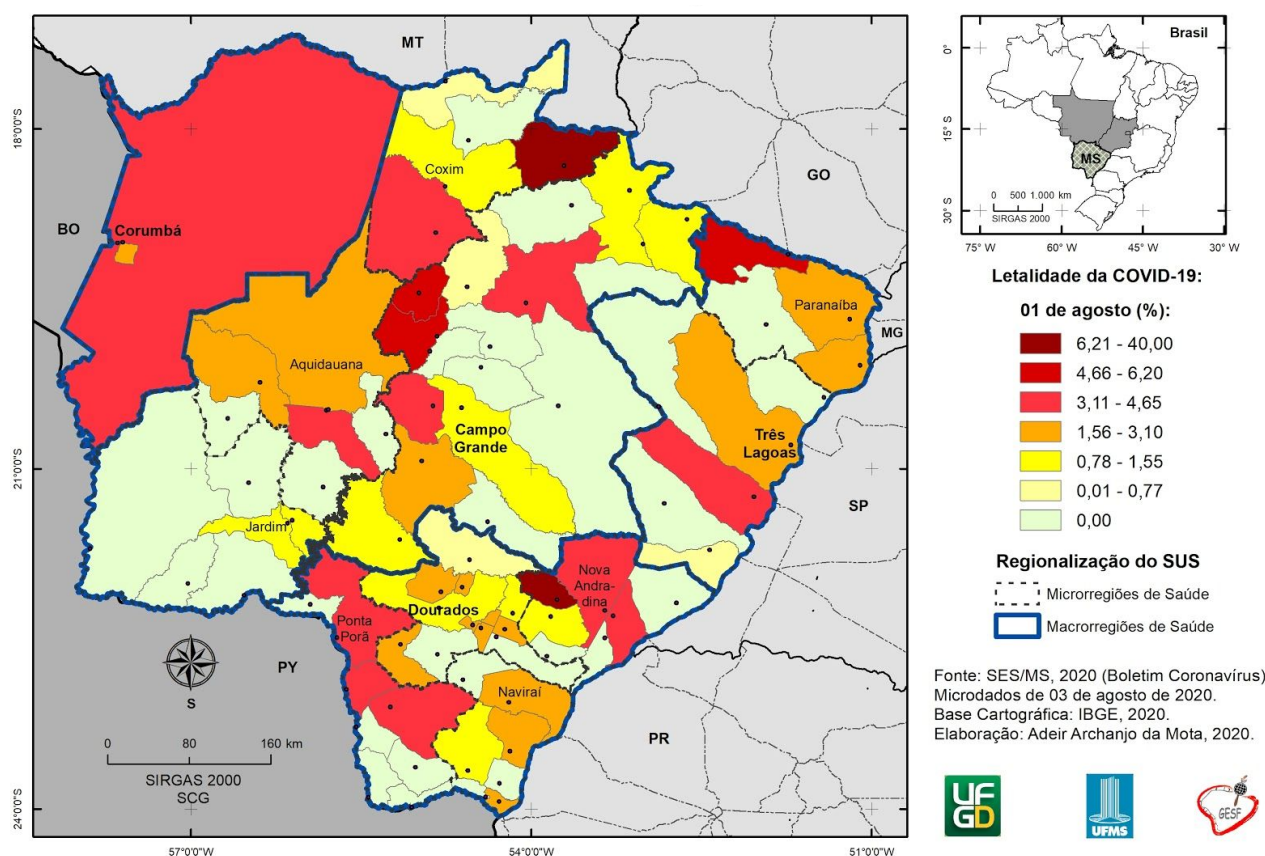 MT
GO
BO
MG
SP
PR
PY
Coxim
Corumbá
Paranaíba
Aquidauana
Campo
Grande
Três
Lagoas
Jardim
Nova
Andra-
dina
Dourados
Ponta
Porã
Naviraí
18°0'0"S
21°0'0"S
24°0'0"S
57°0'0"W
54°0'0"W
51°0'0"W
S
0 80 160 km
SIRGAS 2000
SCG
Brasil
MS
0°
15° S
30° S
75° W
60° W
45° W
30° W
0 500 1.000 km
SIRGAS 2000
Letalidade da COVID-19:
01 de agosto (%):
6,21 - 40,00
4,66 - 6,20
3,11 - 4,65
1,56 - 3,10
0,78 - 1,55
0,01 - 0,77
0,00
Regionalização do SUS
Microrregiões de Saúde
Macrorregiões de Saúde
Fonte: SES/MS, 2020 (Boletim Coronavírus)
Microdados de 03 de agosto de 2020.
Base Cartográfica: IBGE, 2020.
Elaboração: Adeir Archanjo da Mota, 2020.
UF
GD
UFMS
GESF